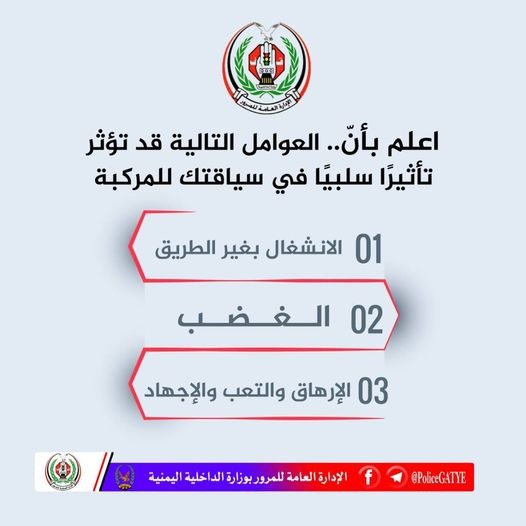 الإدارة العامة للمرور
اعلم بأنّ.. العوامل التالية قد تؤثر
تأثيرًا سلبيًا في سياقتك للمركبة
01 الانشغال بغير الطريق
02 الـغـضـب
03 الإرهاق والتعب والإجهاد
الإدارة العامة للمرور بوزارة الداخلية اليمنية @PoliceGATYE